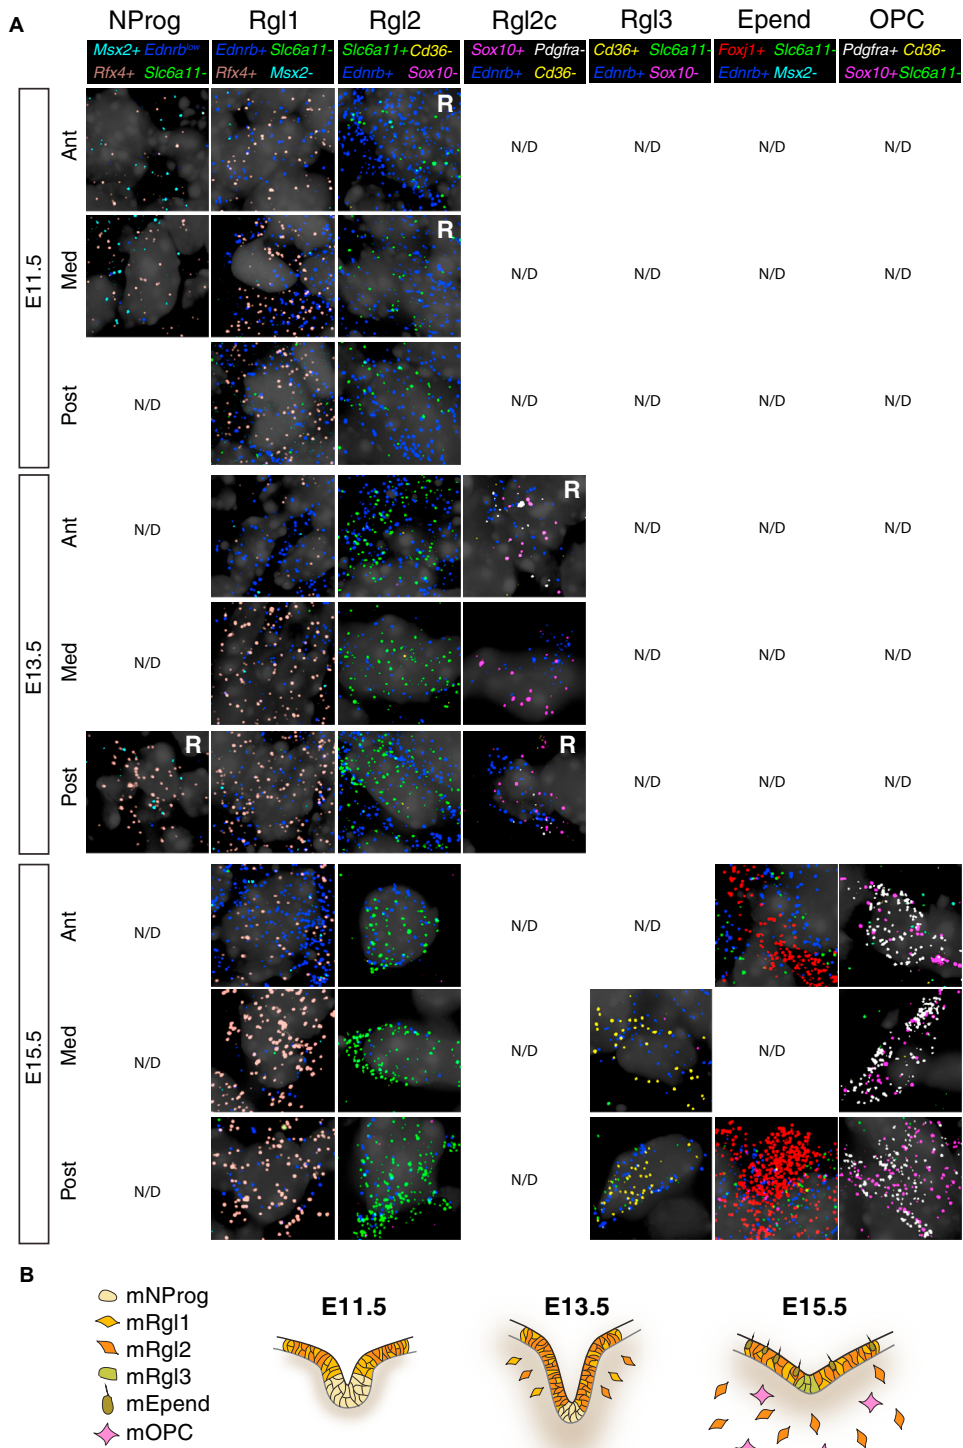 A
NProg Rgl1 Rgl2 Rgl2c Rgl3 Epend OPC
Msx2+ Ednrblow Ednrb+ Slc6a11- Slc6a11+ Cd36- Sox10+ Pdgfra- Cd36+ Slc6a11- Foxj1+ Slc6a11- Pdgfra+ Cd36-
Rfx4+ Slc6a11- Rfx4+ Msx2- Ednrb+ Sox10- Ednrb+ Cd36- Ednrb+ Sox10- Ednrb+ Msx2- Sox10+ Slc6a11-
E11.5
Ant R N/D N/D N/D N/D
Med R N/D N/D N/D N/D
Post N/D N/D N/D N/D N/D
E13.5
Ant N/D R N/D N/D N/D
Med N/D N/D N/D N/D
Post R R N/D N/D N/D
E15.5
Ant N/D N/D N/D
Med N/D N/D N/D
Post N/D N/D
B
mNProg
mRgl1
mRgl2
mRgl3
mEpend
mOPC
E11.5 E13.5 E15.5